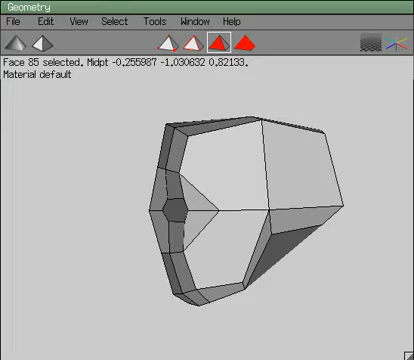 Geometry
File Edit View Select Tools Window Help
Face 85 selected. Midpt -0.255987 -1.030632 0.82133.
Material default